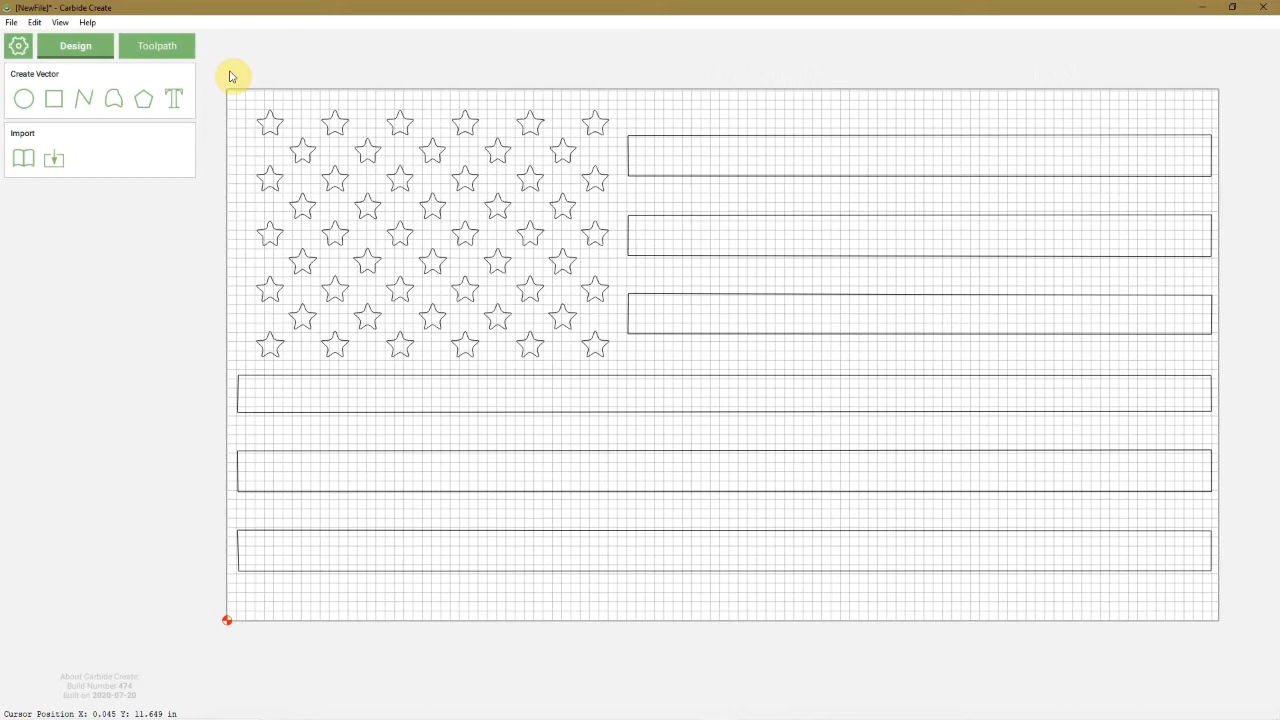 [NewFile]* - Carbide Create
File Edit View Help
Design Toolpath
Create Vector
Import
About Carbide Create
Build Number 474
Built on 2020-07-20
Cursor Position X: 0.045 Y: 11.649 in